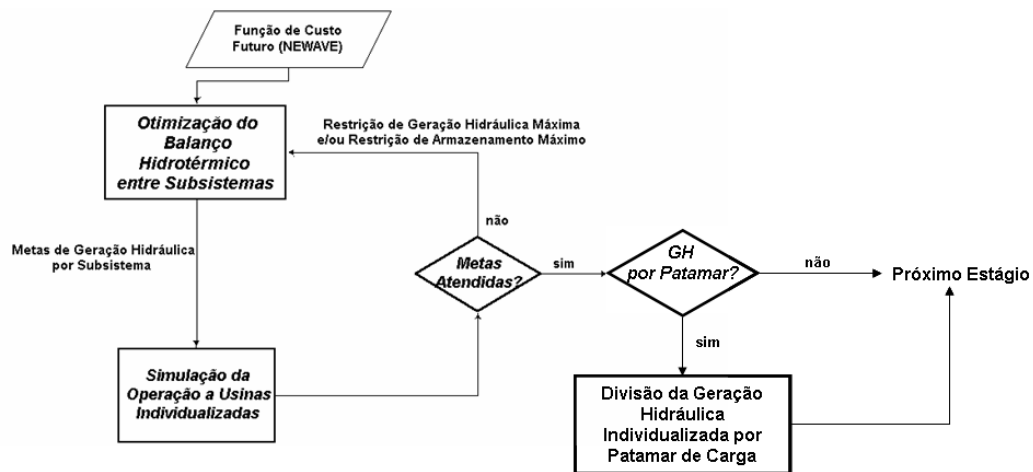 Função de Custo
Futuro (NEWAVE)
Otimização do
Balanço
Hidrotérmico
entre Subsistemas
Restrição de Geração Hidráulica Máxima
e/ou Restrição de Armazenamento Máximo
não
Metas de Geração Hidráulica
por Subsistema
Metas
Atendidas?
sim
GH
por Patamar?
não
Próximo Estágio
sim
Simulação da
Operação a Usinas
Individualizadas
Divisão da Geração
Hidráulica
Individualizada por
Patamar de Carga